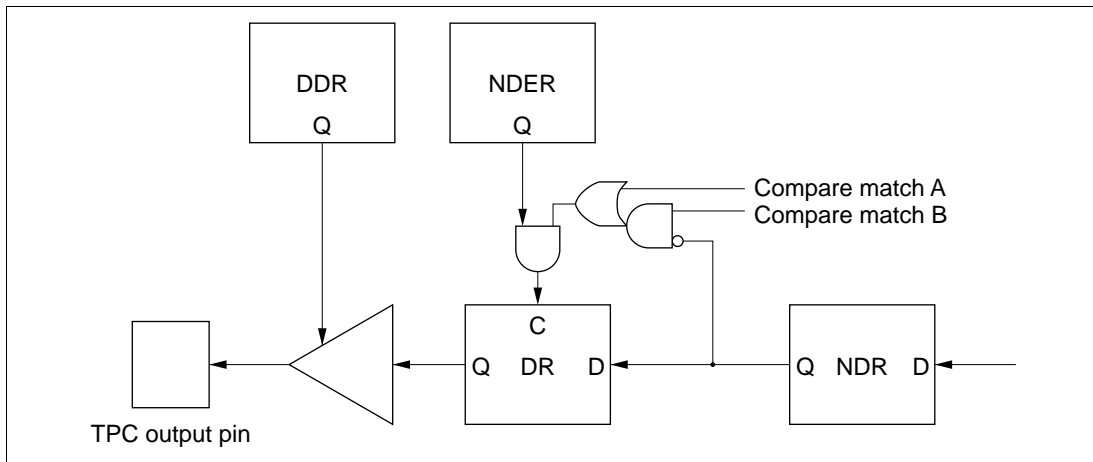 DDR
Q
NDER
Q
Compare match A
Compare match B
C
Q DR D
Q NDR D
TPC output pin